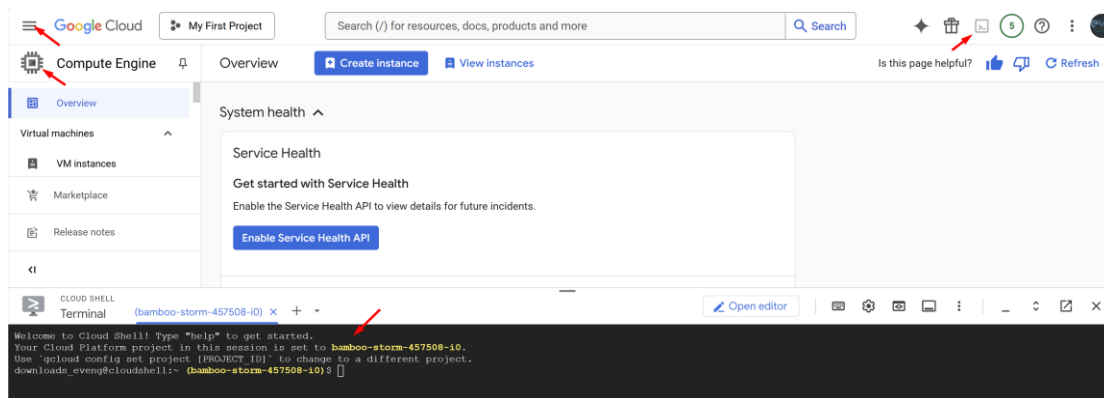 Google Cloud
My First Project
Search (/) for resources, docs, products and more
Search
5
Compute Engine
Overview
Create instance
View instances
Is this page helpful?
Refresh
Overview
Virtual machines
VM instances
Marketplace
Release notes
System health
Service Health
Get started with Service Health
Enable the Service Health API to view details for future incidents.
Enable Service Health API
CLOUD SHELL
Terminal
(bamboo-storm-457508-i0)
Open editor
Welcome to Cloud Shell! Type "help" to get started.
Your Cloud Platform project in this session is set to bamboo-storm-457508-i0.
Use `gcloud config set project [PROJECT_ID]` to change to a different project.
downloads_eveng@cloudshell:~ (bamboo-storm-457508-i0)$